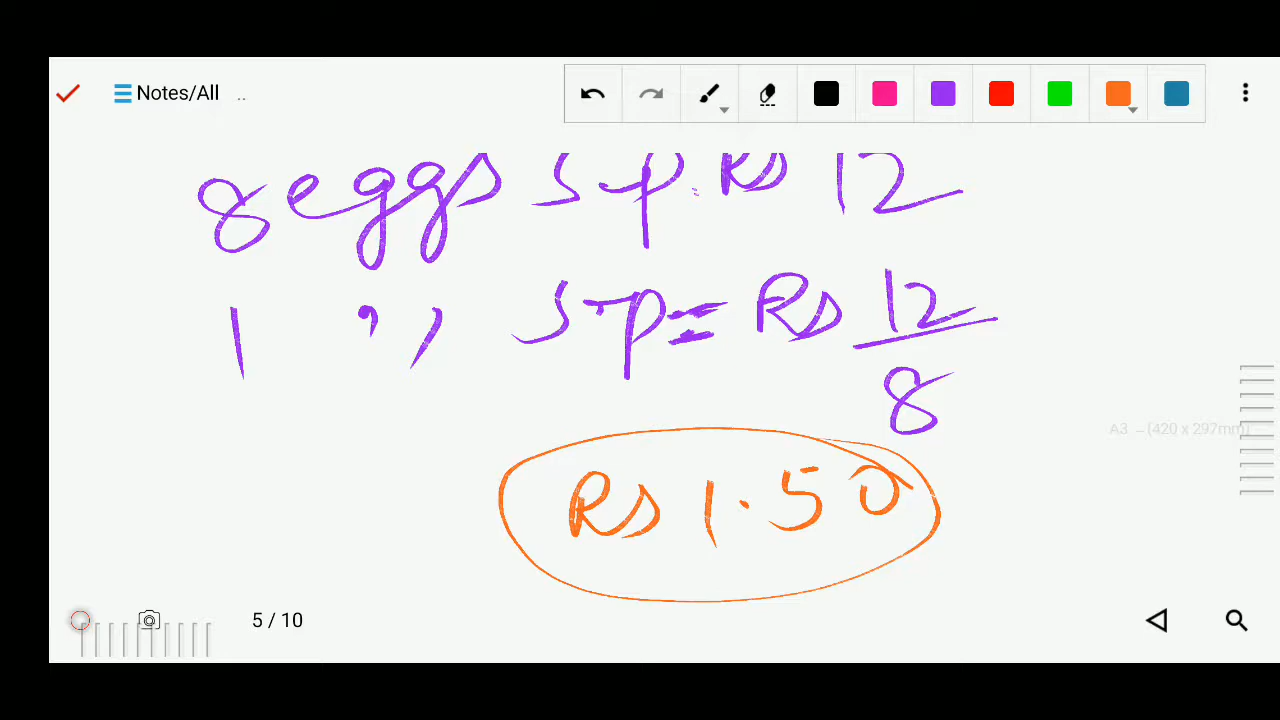 Notes/All ..
8 eggs S.p. Rs 12
1 ,, S.p = Rs 12/8
A3 – (420 x 297mm)
Rs 1.50
5 / 10